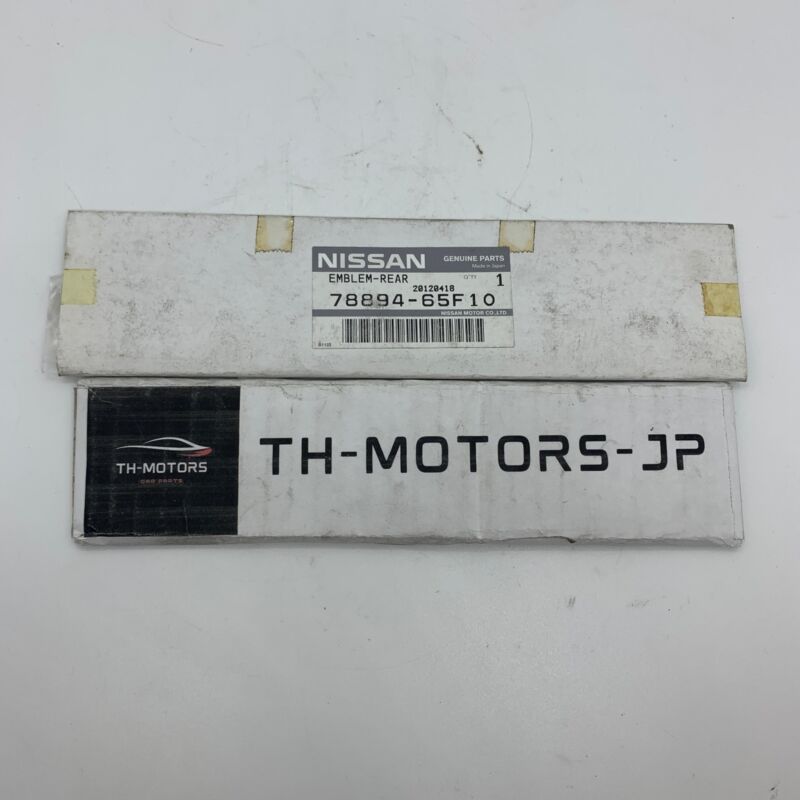 NISSAN GENUINE PARTS
Made in Japan
EMBLEM-REAR Q'TY 1
20120418
78894-65F10
NISSAN MOTOR CO.,LTD.
TH-MOTORS
CAR PARTS
TH-MOTORS-JP